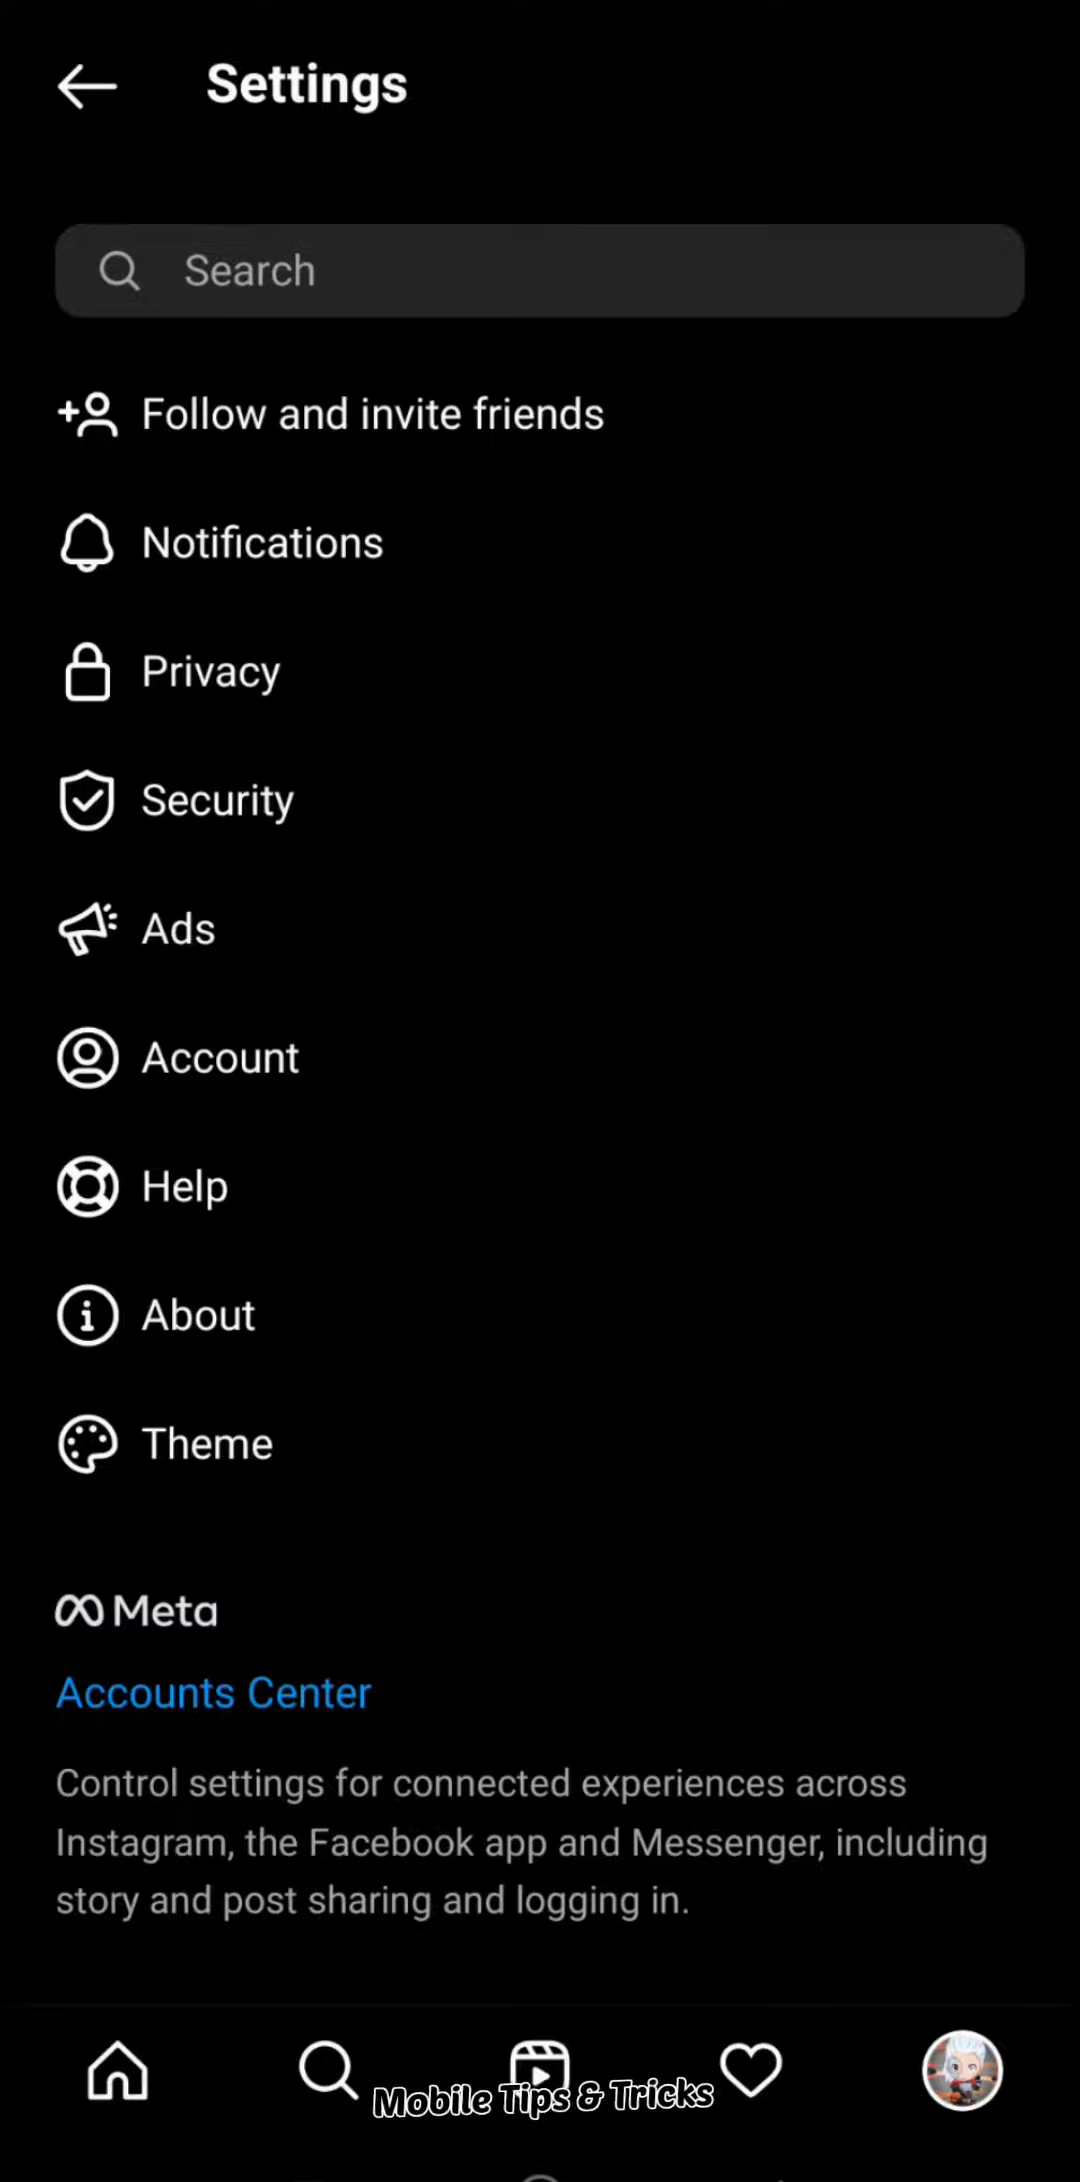 Settings
Search
Follow and invite friends
Notifications
Privacy
Security
Ads
Account
Help
About
Theme
Meta
Accounts Center
Control settings for connected experiences across
Instagram, the Facebook app and Messenger, including
story and post sharing and logging in.
Mobile Tips & Tricks